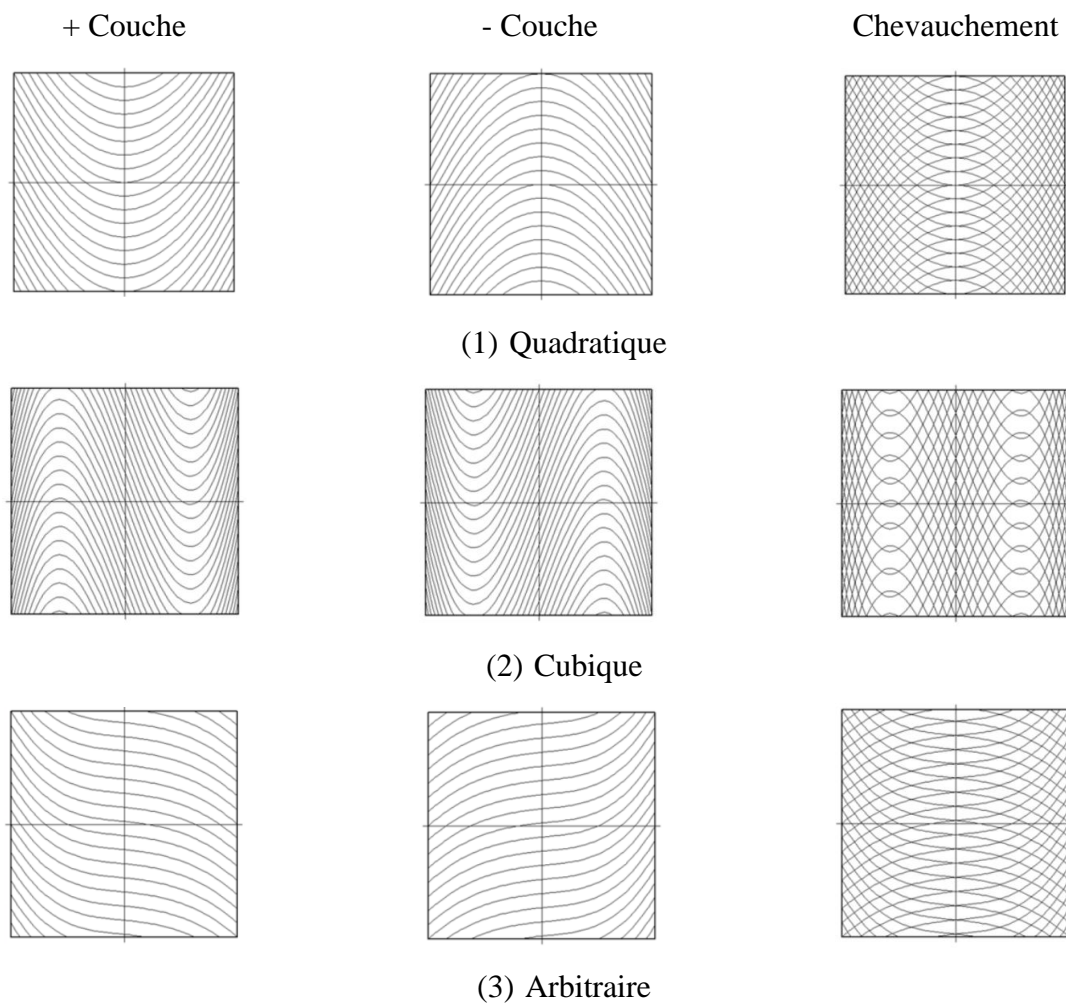 + Couche - Couche Chevauchement
(1) Quadratique
(2) Cubique
(3) Arbitraire